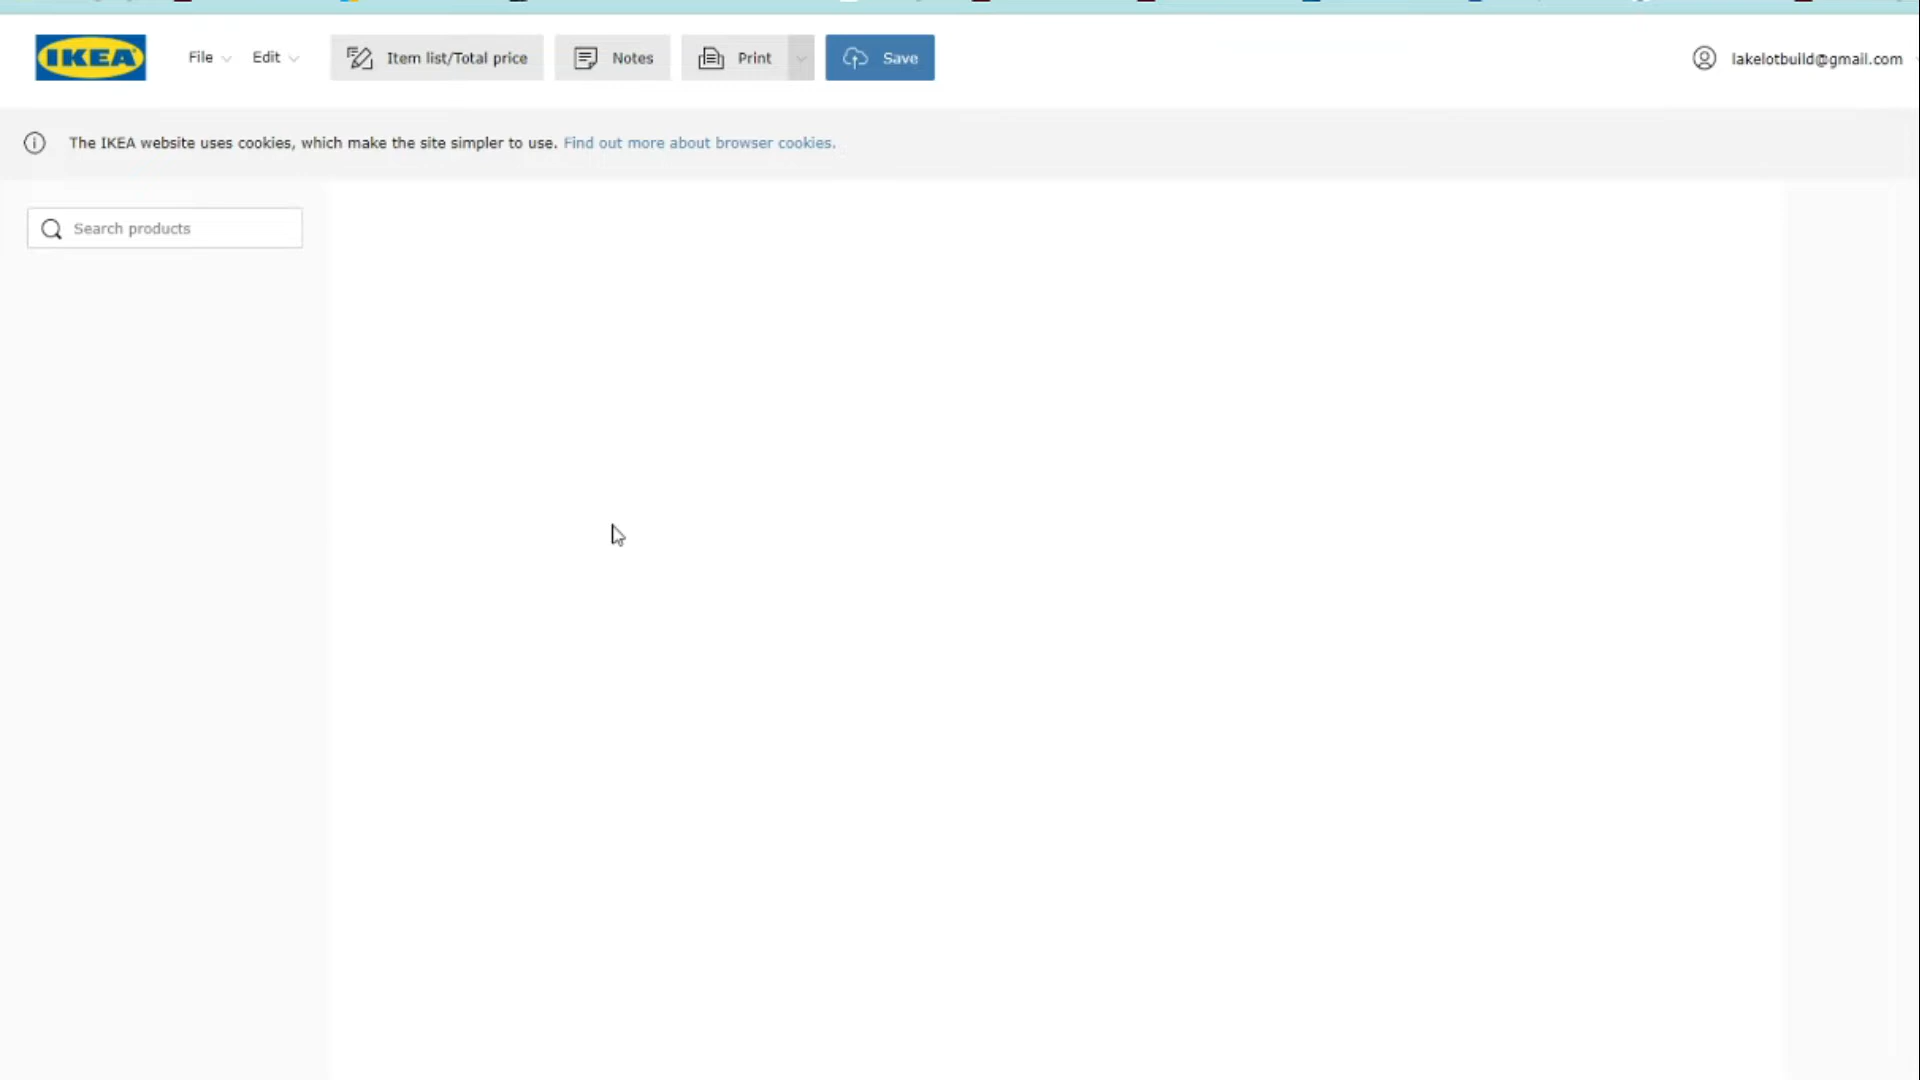 IKEA File Edit Item list/Total price Notes Print Save lakelotbuild@gmail.com
The IKEA website uses cookies, which make the site simpler to use. Find out more about browser cookies.
Search products